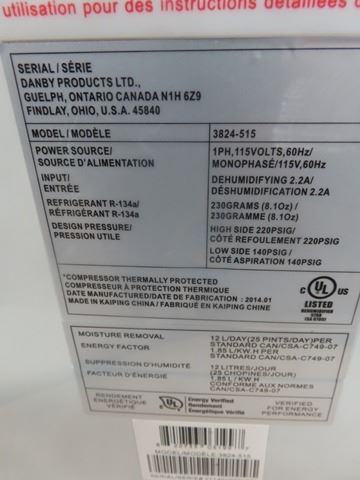 utilisation pour des instructions détaillées d
SERIAL / SÉRIE
DANBY PRODUCTS LTD.,
GUELPH, ONTARIO CANADA N1H 6Z9
FINDLAY, OHIO, U.S.A. 45840
MODEL / MODÈLE 3824-515
POWER SOURCE/ 1PH,115VOLTS,60Hz/
SOURCE D'ALIMENTATION MONOPHASÉ/115V,60Hz
INPUT/ DEHUMIDIFYING 2.2A/
ENTRÉE DÉSHUMIDIFICATION 2.2A
REFRIGERANT R-134a/ 230GRAMS (8.1Oz)/
RÉFRIGÉRANT R-134a 230GRAMME (8.1Oz)
DESIGN PRESSURE/ HIGH SIDE 220PSIG/
PRESSION UTILE CÔTÉ REFOULEMENT 220PSIG
LOW SIDE 140PSIG/
CÔTÉ ASPIRATION 140PSIG
*COMPRESSOR THERMALLY PROTECTED
COMPRESSEUR À PROTECTION THERMIQUE
DATE MANUFACTURED / DATE DE FABRICATION : 2014.01
MADE IN KAIPING CHINA / FABRIQUÉ EN KAIPING CHINE
C UL US
LISTED
MOISTURE REMOVAL 12 L/DAY(25 PINTS/DAY)PER
ENERGY FACTOR STANDARD CAN/CSA-C749-07
1.85 L/KW.H PER
STANDARD CAN/CSA-C749-07
SUPPRESSION D'HUMIDITÉ 12 LITRES/JOUR
FACTEUR D'ÉNERGIE (25 CHOPINES/JOUR)
1.85 L/KW.H
CONFORME AUX NORMES
CAN/CSA-C749-07
RENDEMENT
ÉNERGÉTIQUE
VÉRIFIÉ
UL
Energy Verified
Rendement
Énergétique Vérifié
VERIFIED
FOR ENERGY
PERFORMANCE
MODEL/MODÈLE:3824-515